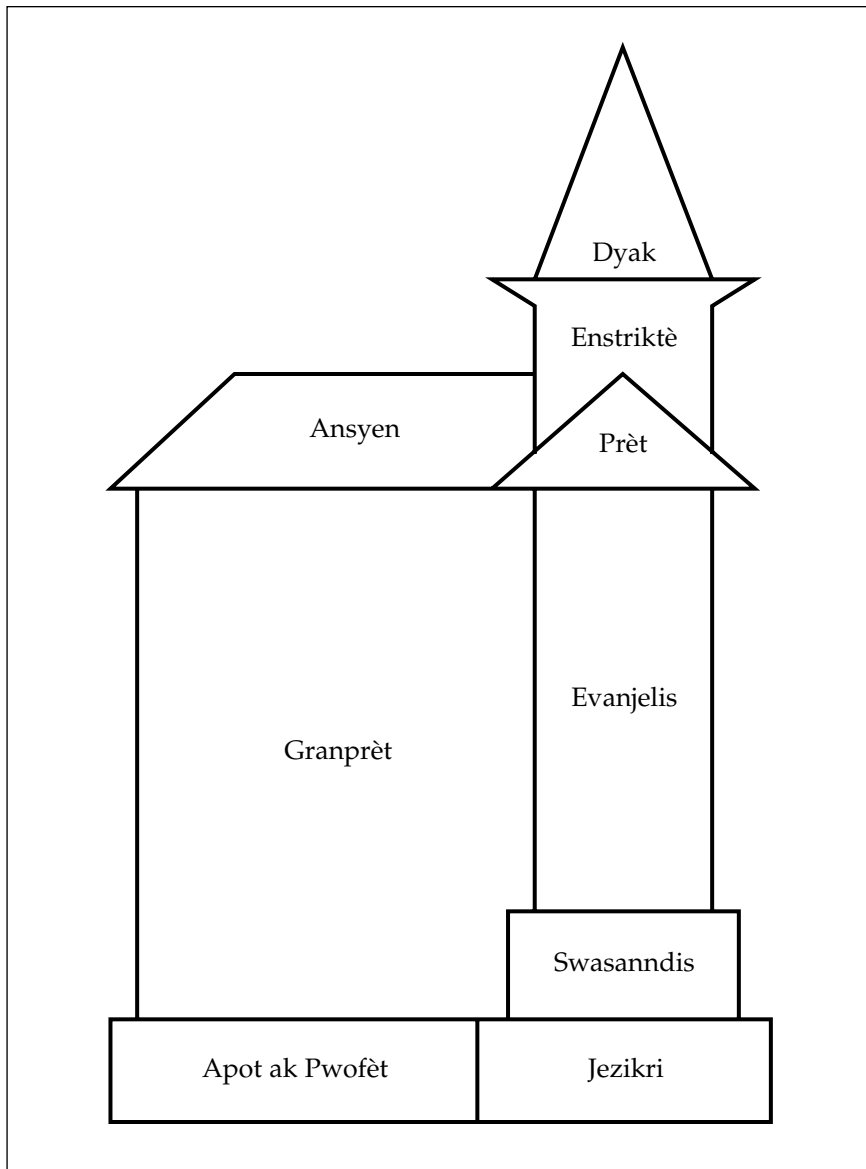 Dyak
Enstriktè
Ansyen
Prèt
Evanjelis
Granprèt
Swasanndis
Apot ak Pwofèt
Jezikri